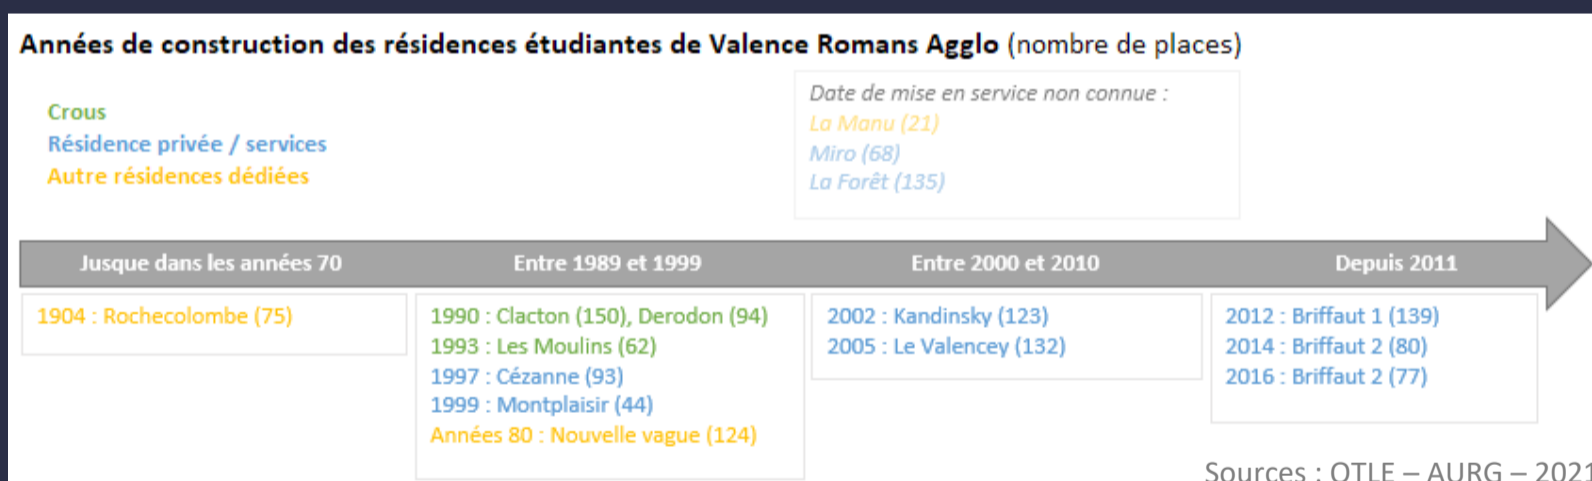 Années de construction des résidences étudiantes de Valence Romans Agglo (nombre de places)
Crous
Résidence privée / services
Autre résidences dédiées
Date de mise en service non connue :
La Manu (21)
Miro (68)
La Forêt (135)
Jusque dans les années 70
Entre 1989 et 1999
Entre 2000 et 2010
Depuis 2011
1904 : Rochecolombe (75)
1990 : Clacton (150), Derodon (94)
1993 : Les Moulins (62)
1997 : Cézanne (93)
1999 : Montplaisir (44)
Années 80 : Nouvelle vague (124)
2002 : Kandinsky (123)
2005 : Le Valencey (132)
2012 : Briffaut 1 (139)
2014 : Briffaut 2 (80)
2016 : Briffaut 2 (77)
Sources : OTLE – AURG – 2021